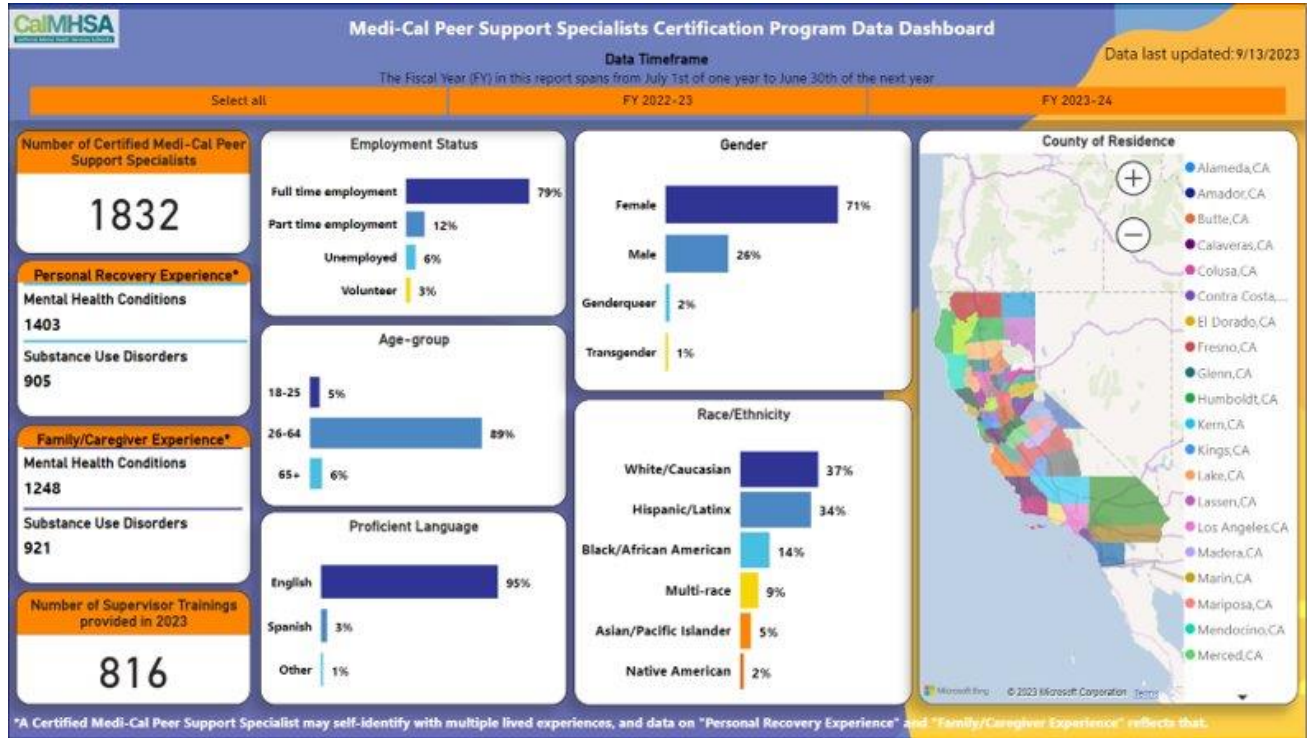 CalMHSA
Medi-Cal Peer Support Specialists Certification Program Data Dashboard
Data Timeframe
The Fiscal Year (FY) in this report spans from July 1st of one year to June 30th of the next year
Data last updated:9/13/2023
Select all
FY 2022-23
FY 2023-24
Number of Certified Medi-Cal Peer
Support Specialists
1832
Personal Recovery Experience*
Mental Health Conditions
1403
Substance Use Disorders
905
Family/Caregiver Experience*
Mental Health Conditions
1248
Substance Use Disorders
921
Number of Supervisor Trainings
provided in 2023
816
Employment Status
Full time employment 79%
Part time employment 12%
Unemployed 6%
Volunteer 3%
Age-group
18-25 5%
26-64 89%
65+ 6%
Proficient Language
English 95%
Spanish 3%
Other 1%
Gender
Female 71%
Male 26%
Genderqueer 2%
Transgender 1%
Race/Ethnicity
White/Caucasian 37%
Hispanic/Latinx 34%
Black/African American 14%
Multi-race 9%
Asian/Pacific Islander 5%
Native American 2%
County of Residence
Alameda,CA
Amador,CA
Butte,CA
Calaveras,CA
Colusa,CA
Contra Costa,...
El Dorado,CA
Fresno,CA
Glenn,CA
Humboldt,CA
Kern,CA
Kings,CA
Lake,CA
Lassen,CA
Los Angeles,CA
Madera,CA
Marin,CA
Mariposa,CA
Mendocino,CA
Merced,CA
Microsoft Bing
© 2023 Microsoft Corporation Terms
*A Certified Medi-Cal Peer Support Specialist may self-identify with multiple lived experiences, and data on "Personal Recovery Experience" and "Family/Caregiver Experience" reflects that.